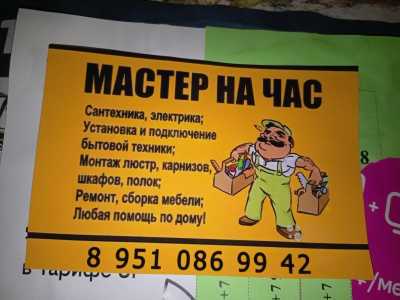 МАСТЕР НА ЧАС
Сантехника, электрика;
Установка и подключение
бытовой техники;
Монтаж люстр, карнизов,
шкафов, полок;
Ремонт, сборка мебели;
Любая помощь по дому!
8 951 086 99 42